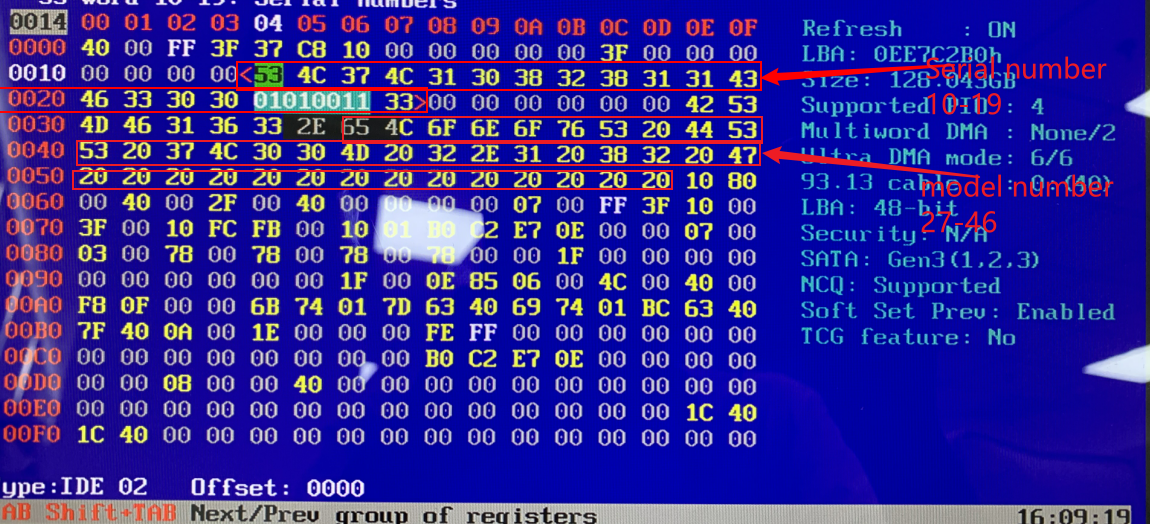 0014 00 01 02 03 04 05 06 07 08 09 0A 0B 0C 0D 0E 0F
0000 40 00 FF 3F 37 C8 10 00 00 00 00 00 3F 00 00 00
0010 00 00 00 00<53 4C 37 4C 31 30 38 32 38 31 31 43
0020 46 33 30 30 01010011 33>00 00 00 00 00 00 42 53
0030 4D 46 31 36 33 2E 65 4C 6F 6E 6F 76 53 20 44 53
0040 53 20 37 4C 30 30 4D 20 32 2E 31 20 38 32 20 47
0050 20 20 20 20 20 20 20 20 20 20 20 20 20 20 10 80
0060 00 40 00 2F 00 40 00 00 00 00 07 00 FF 3F 10 00
0070 3F 00 10 FC FB 00 10 01 B0 C2 E7 0E 00 00 07 00
0080 03 00 78 00 78 00 78 00 78 00 00 1F 00 00 00 00
0090 00 00 00 00 00 00 1F 00 0E 85 06 00 4C 00 40 00
00A0 F8 0F 00 00 6B 74 01 7D 63 40 69 74 01 BC 63 40
00B0 7F 40 0A 00 1E 00 00 00 FE FF 00 00 00 00 00 00
00C0 00 00 00 00 00 00 00 00 B0 C2 E7 0E 00 00 00 00
00D0 00 00 08 00 00 40 00 00 00 00 00 00 00 00 00 00
00E0 00 00 00 00 00 00 00 00 00 00 00 00 00 00 1C 40
00F0 1C 40 00 00 00 00 00 00 00 00 00 00 00 00 00 00
Refresh : ON
LBA: 0EE7C2B0h
Size: 128.043GB
Serial number
10-19
Supported : 4
Multiword DMA : None/2
Ultra DMA mode: 6/6
93.13 cable : 0:(40)
model number
27-46
LBA: 48-bit
Security: N/A
SATA: Gen3(1,2,3)
NCQ: Supported
Soft Set Prev: Enabled
TCG feature: No
ype:IDE 02 Offset: 0000
AB Shift+TAB Next/Prev group of registers 16:09:19